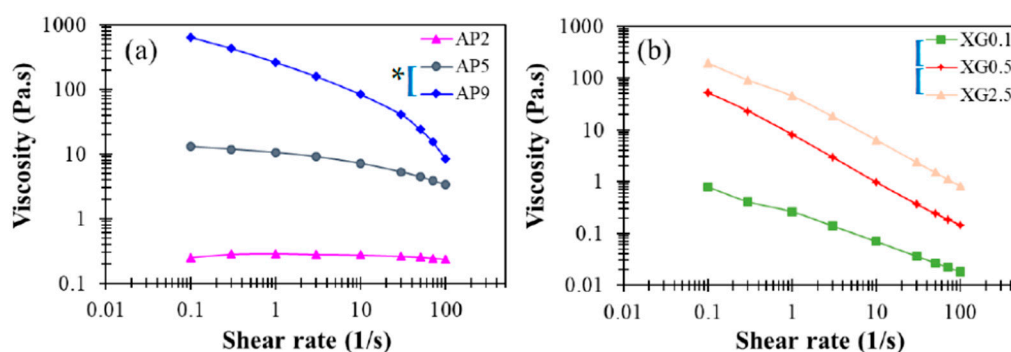 (a)
AP2
AP5
*
AP9
Viscosity (Pa.s)
1000
100
10
1
0.1
0.01 0.1 1 10 100
Shear rate (1/s)
(b)
XG0.1
XG0.5
XG2.5
Viscosity (Pa.s)
1000
100
10
1
0.1
0.01
0.01 0.1 1 10 100
Shear rate (1/s)